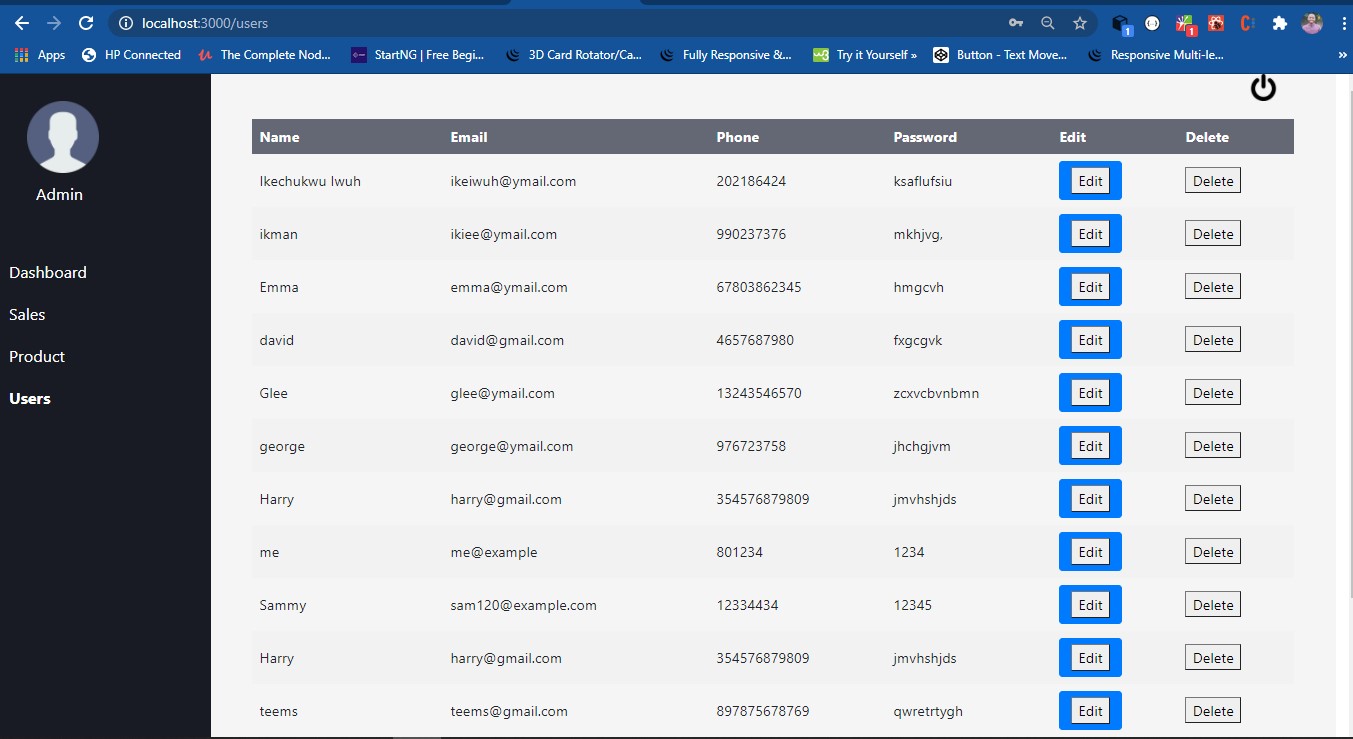 localhost:3000/users
1
1
Apps HP Connected The Complete Nod... StartNG | Free Begi... 3D Card Rotator/Ca... Fully Responsive &... Try it Yourself » Button - Text Move... Responsive Multi-le... »
Admin
Dashboard
Sales
Product
Users
Name Email Phone Password Edit Delete
Ikechukwu Iwuh ikeiwuh@ymail.com 202186424 ksaflufsiu Edit Delete
ikman ikiee@ymail.com 990237376 mkhjvg, Edit Delete
Emma emma@ymail.com 67803862345 hmgcvh Edit Delete
david david@gmail.com 4657687980 fxgcgvk Edit Delete
Glee glee@ymail.com 13243546570 zcxvcbvnbmn Edit Delete
george george@ymail.com 976723758 jhchgjvm Edit Delete
Harry harry@gmail.com 354576879809 jmvhshjds Edit Delete
me me@example 801234 1234 Edit Delete
Sammy sam120@example.com 12334434 12345 Edit Delete
Harry harry@gmail.com 354576879809 jmvhshjds Edit Delete
teems teems@gmail.com 897875678769 qwretrtygh Edit Delete